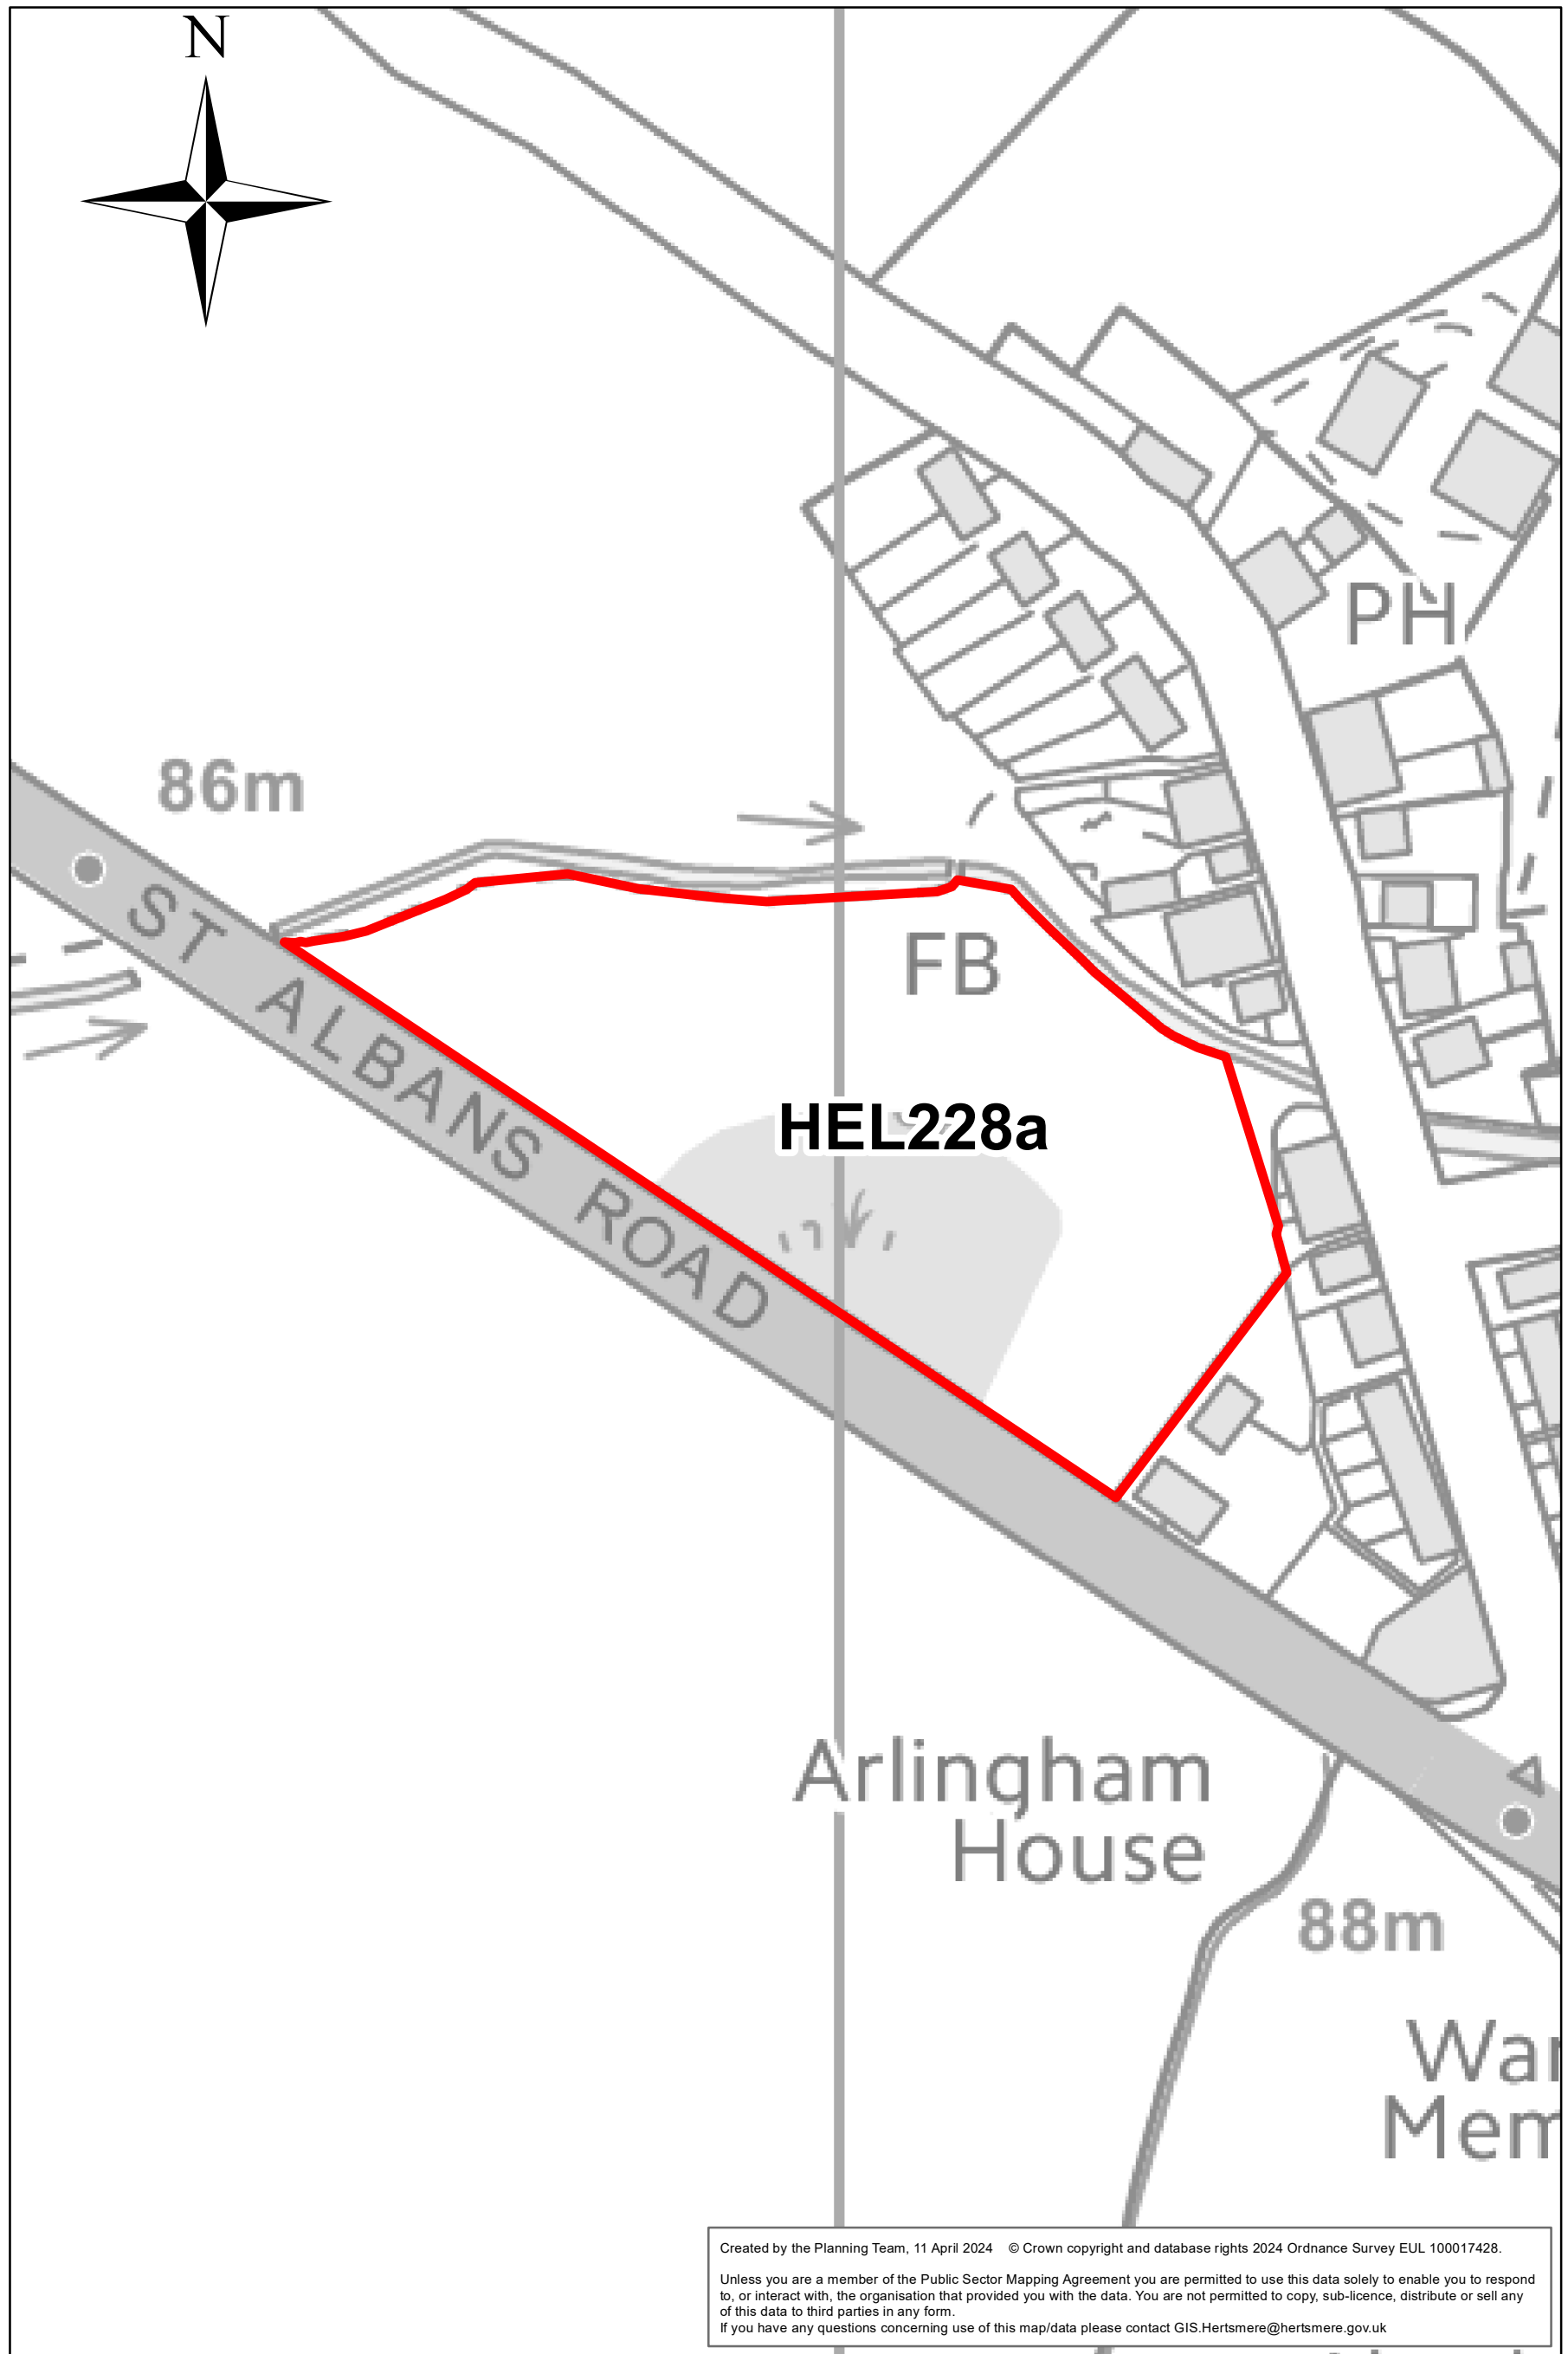 N
PH
86m
ST ALBANS ROAD
FB
HEL228a
Arlingham
House
88m
Created by the Planning Team, 11 April 2024 © Crown copyright and database rights 2024 Ordnance Survey EUL 100017428.
Unless you are a member of the Public Sector Mapping Agreement you are permitted to use this data solely to enable you to respond
to, or interact with, the organisation that provided you with the data. You are not permitted to copy, sub-licence, distribute or sell any
of this data to third parties in any form.
If you have any questions concerning use of this map/data please contact GIS.Hertsmere@hertsmere.gov.uk